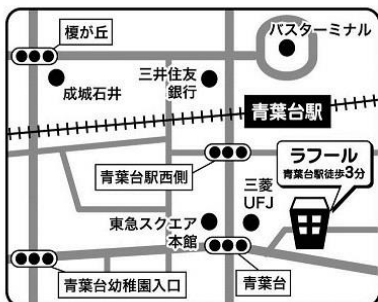 榎が丘
バスターミナル
成城石井
三井住友
銀行
青葉台駅
ラフール
青葉台駅徒歩3分
青葉台駅西側
三菱
UFJ
東急スクエア
本館
青葉台幼稚園入口
青葉台